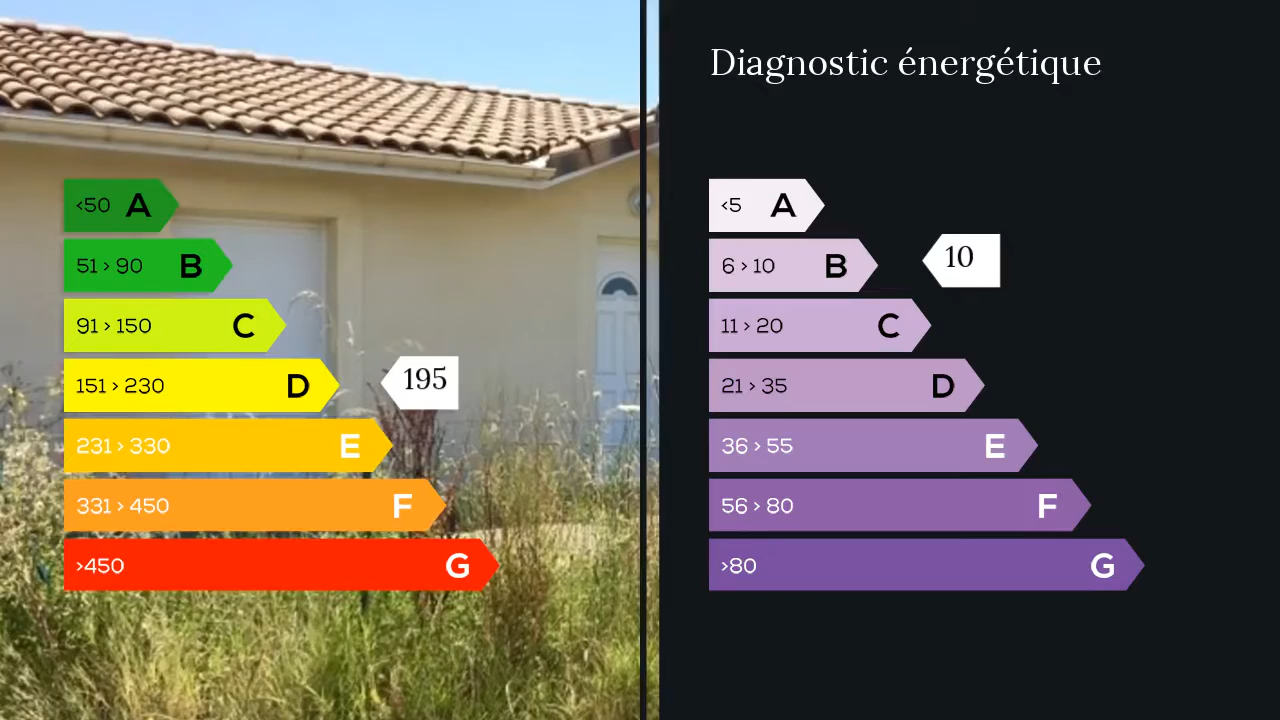 Diagnostic énergétique
<50 A
51 > 90 B
91 > 150 C
151 > 230 D
195
231 > 330 E
331 > 450 F
>450 G
<5 A
6 > 10 B
10
11 > 20 C
21 > 35 D
36 > 55 E
56 > 80 F
>80 G